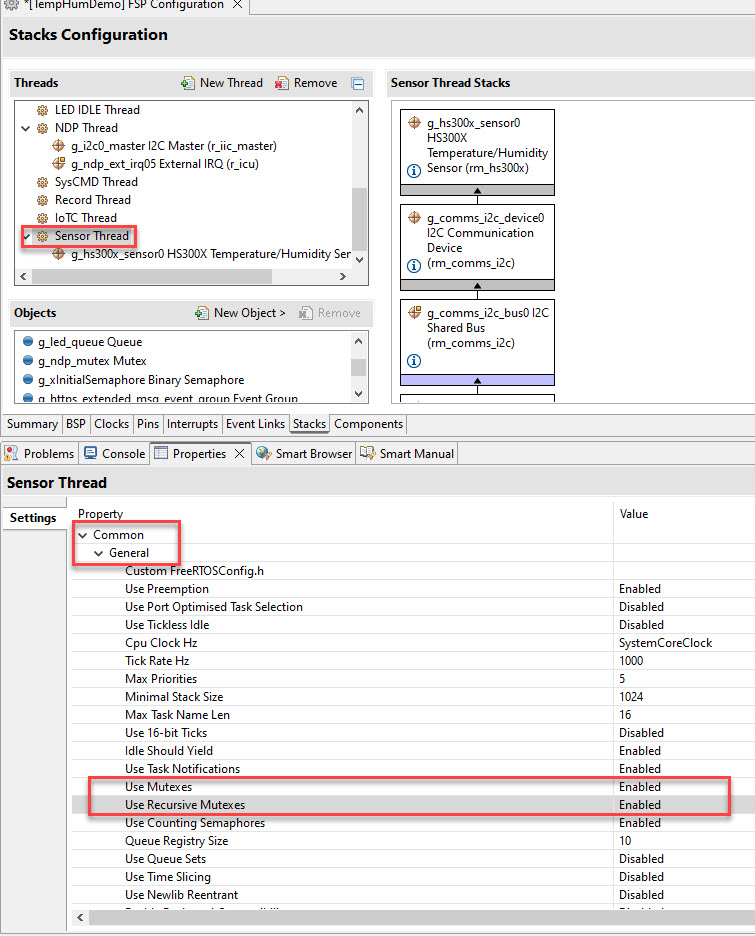 *[TempHumDemo] FSP Configuration
Stacks Configuration
Threads
New Thread
Remove
LED IDLE Thread
NDP Thread
g_i2c0_master I2C Master (r_iic_master)
g_ndp_ext_irq05 External IRQ (r_icu)
SysCMD Thread
Record Thread
IoTC Thread
Sensor Thread
g_hs300x_sensor0 HS300X Temperature/Humidity Ser
Objects
New Object >
Remove
g_led_queue Queue
g_ndp_mutex Mutex
g_xInitialSemaphore Binary Semaphore
g_https_extended_msg_event_group Event Group
Sensor Thread Stacks
g_hs300x_sensor0
HS300X
Temperature/Humidity
Sensor (rm_hs300x)
g_comms_i2c_device0
I2C Communication
Device
(rm_comms_i2c)
g_comms_i2c_bus0 I2C
Shared Bus
(rm_comms_i2c)
Summary BSP Clocks Pins Interrupts Event Links Stacks Components
Problems Console Properties Smart Browser Smart Manual
Sensor Thread
Settings
Property Value
Common
General
Custom FreeRTOSConfig.h
Use Preemption Enabled
Use Port Optimised Task Selection Disabled
Use Tickless Idle Disabled
Cpu Clock Hz SystemCoreClock
Tick Rate Hz 1000
Max Priorities 5
Minimal Stack Size 1024
Max Task Name Len 16
Use 16-bit Ticks Disabled
Idle Should Yield Enabled
Use Task Notifications Enabled
Use Mutexes Enabled
Use Recursive Mutexes Enabled
Use Counting Semaphores Enabled
Queue Registry Size 10
Use Queue Sets Disabled
Use Time Slicing Disabled
Use Newlib Reentrant Disabled